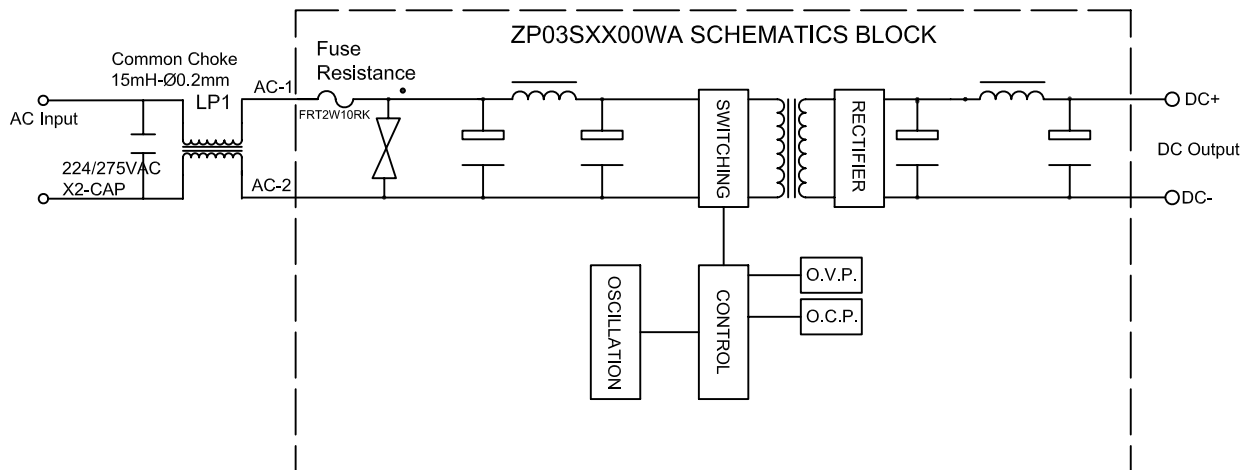 ZP03SXX00WA SCHEMATICS BLOCK
Common Choke
15mH-Ø0.2mm
LP1
AC Input
224/275VAC
X2-CAP
AC-1
AC-2
Fuse
Resistance
FRT2W10RK
SWITCHING
RECTIFIER
DC+
DC Output
DC-
OSCILLATION
CONTROL
O.V.P.
O.C.P.